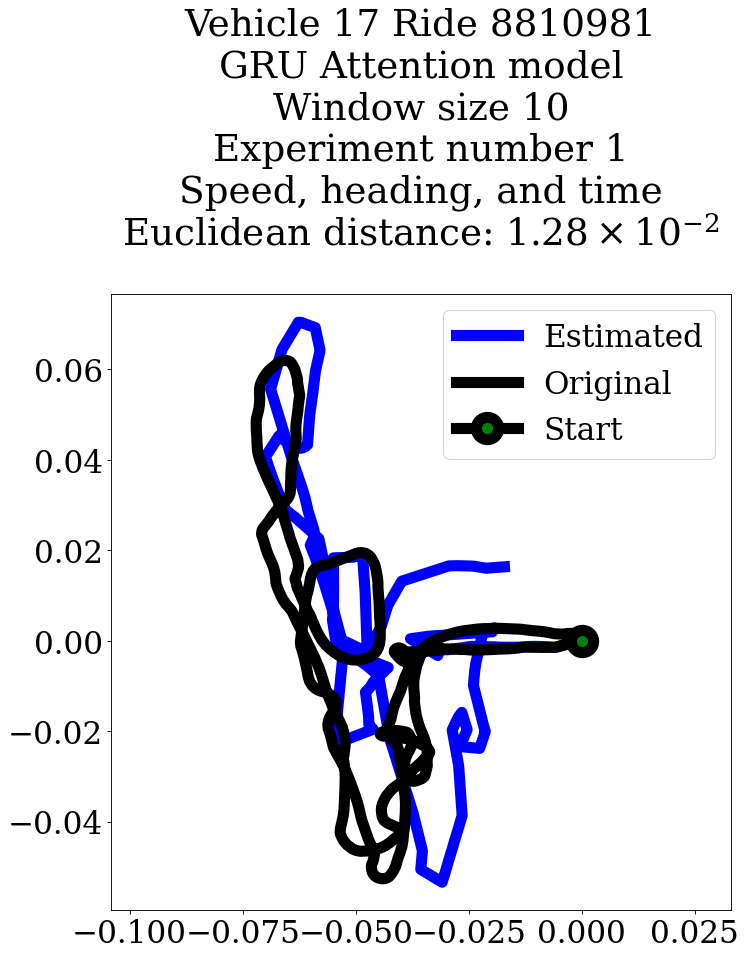 Vehicle 17 Ride 8810981
GRU Attention model
Window size 10
Experiment number 1
Speed, heading, and time
Euclidean distance: 1.28 × 10⁻²
Estimated
Original
Start
0.06
0.04
0.02
0.00
−0.02
−0.04
−0.100 −0.075 −0.050 −0.025 0.000 0.025